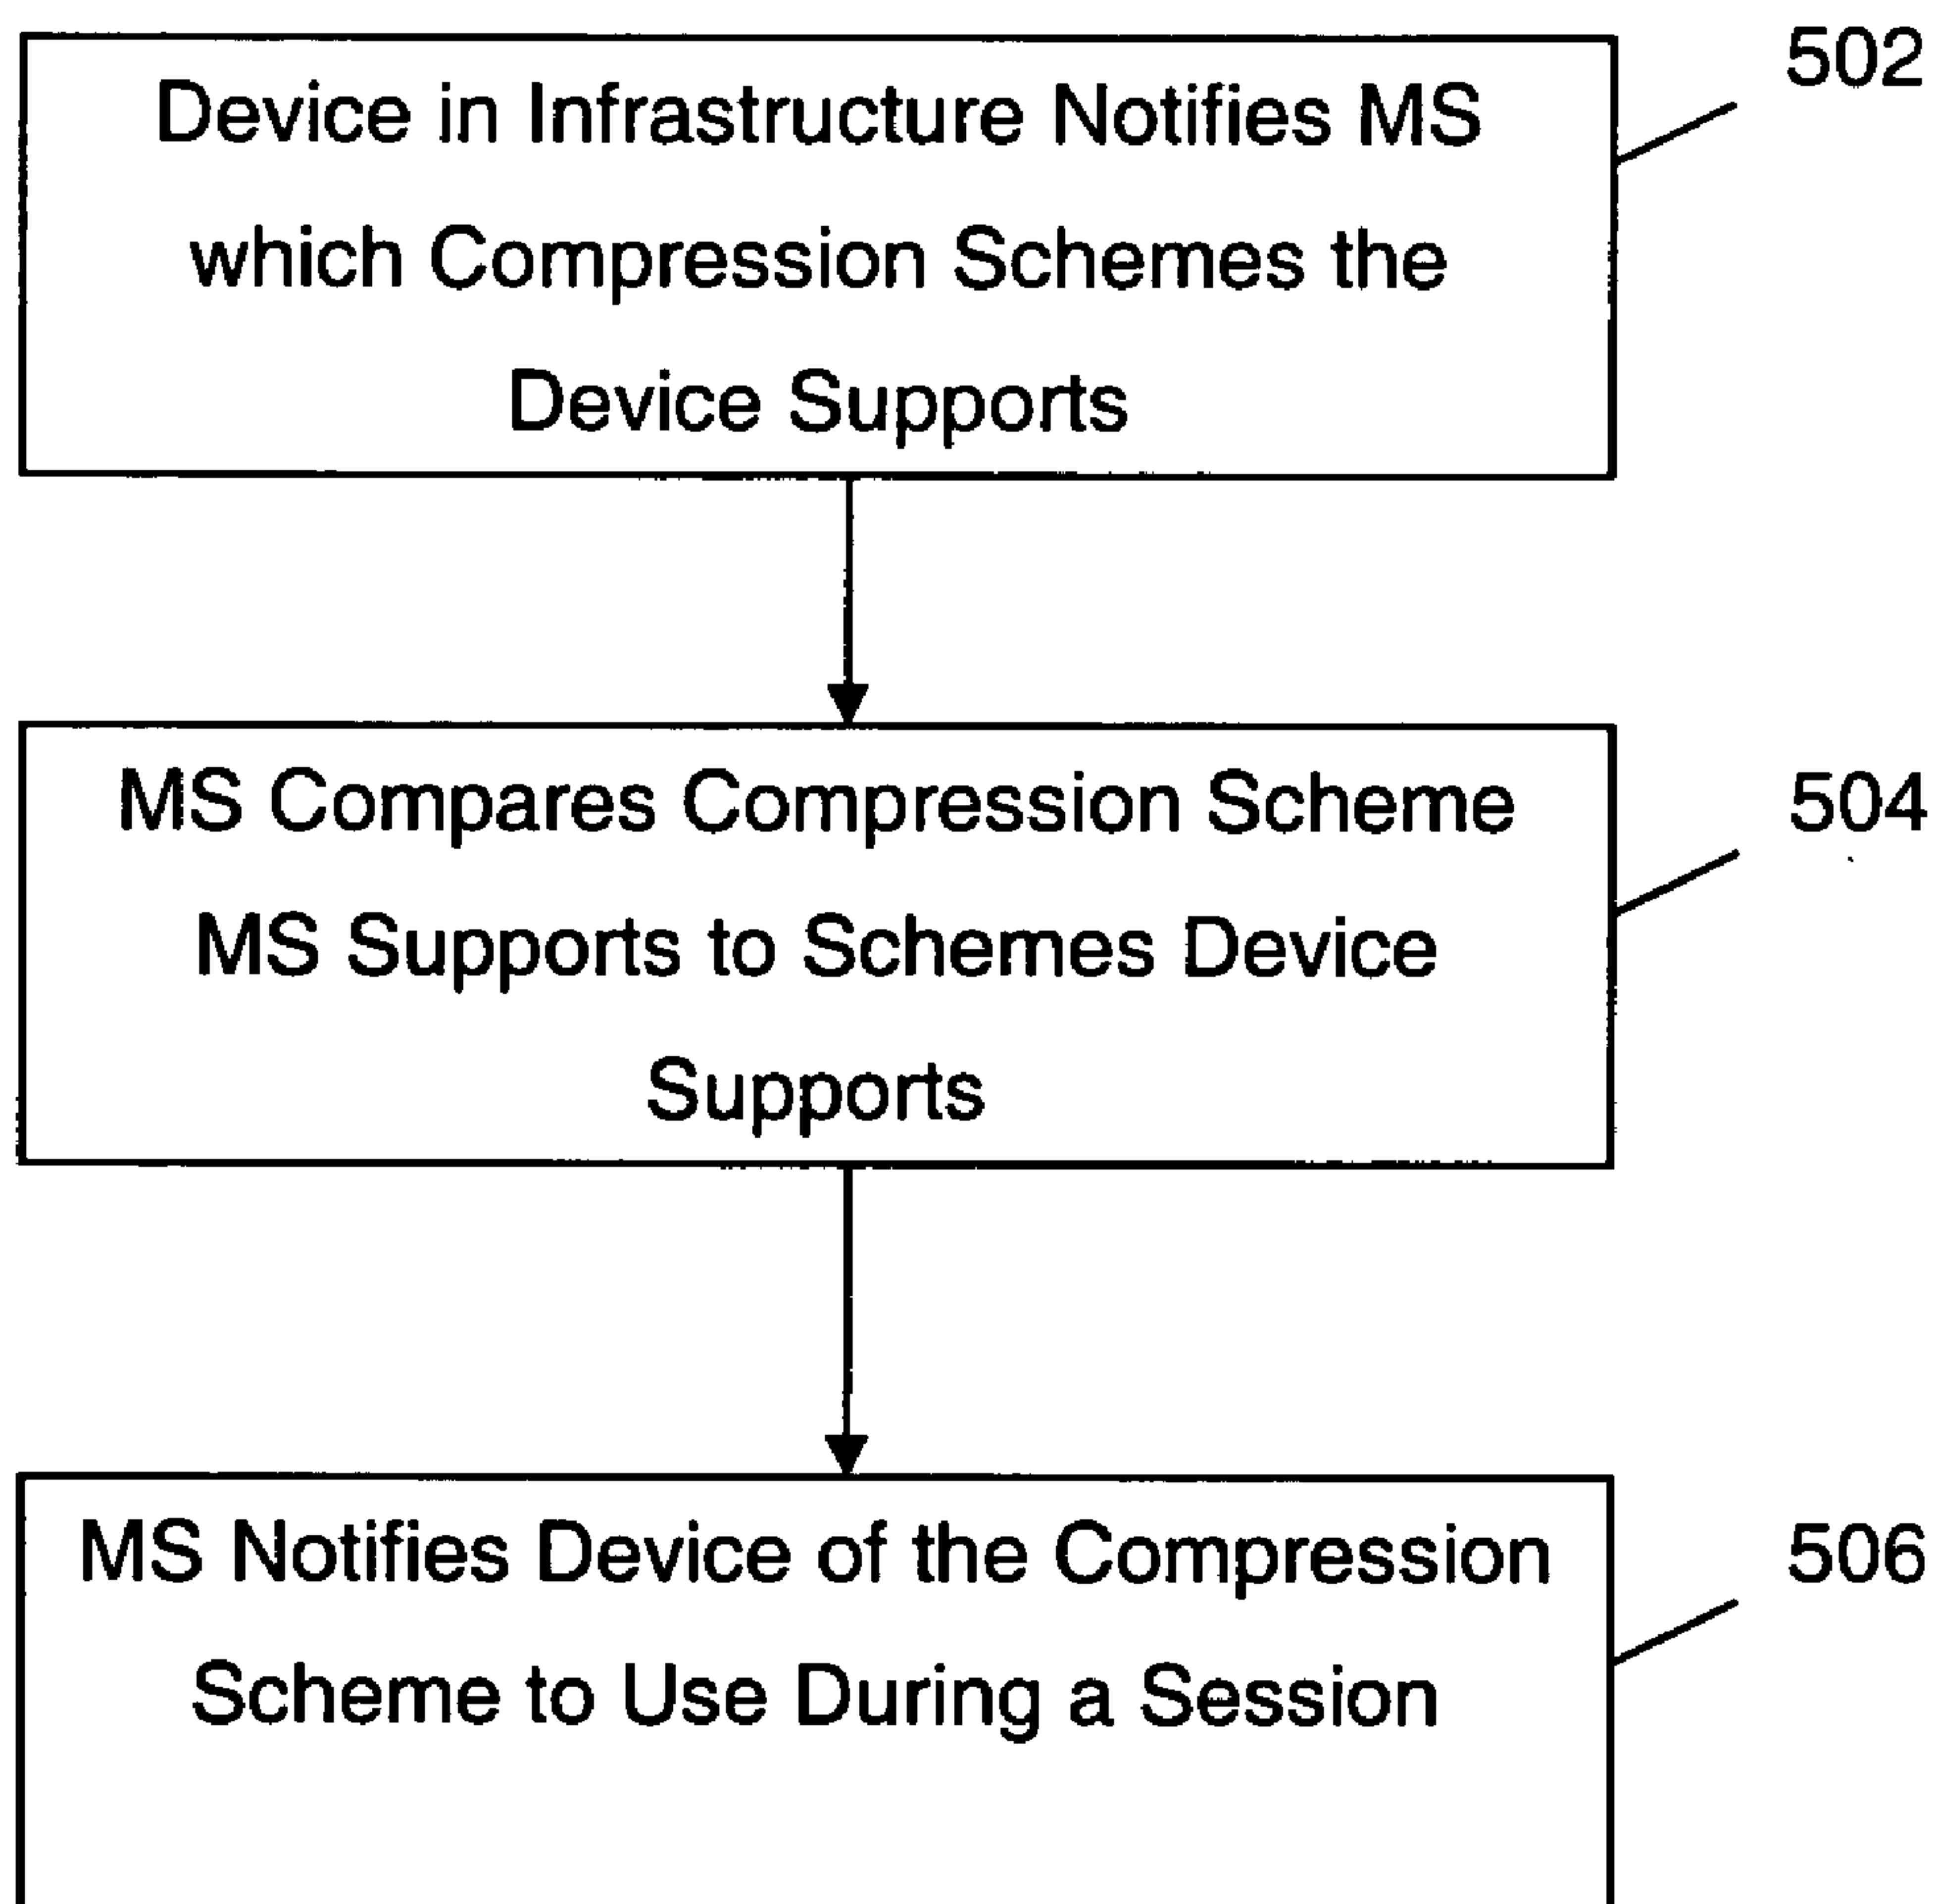 502
Device in Infrastructure Notifies MS
which Compression Schemes the
Device Supports
504
MS Compares Compression Scheme
MS Supports to Schemes Device
Supports
506
MS Notifies Device of the Compression
Scheme to Use During a Session